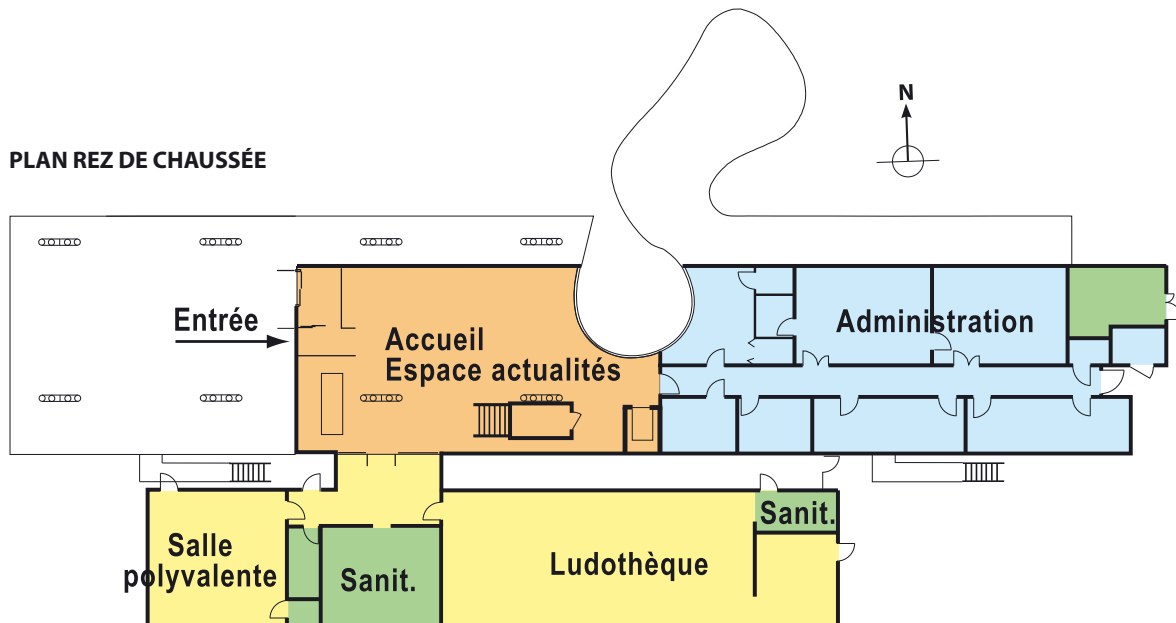 N
PLAN REZ DE CHAUSSÉE
Entrée
Accueil
Espace actualités
Administration
Salle
polyvalente
Sanit.
Ludothèque
Sanit.